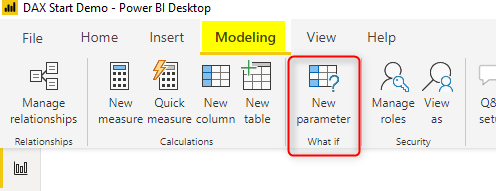 DAX Start Demo - Power BI Desktop
File Home Insert Modeling View Help
Manage relationships
New measure
Quick measure
New column
New table
New parameter
Manage roles
View as
Relationships Calculations What if Security